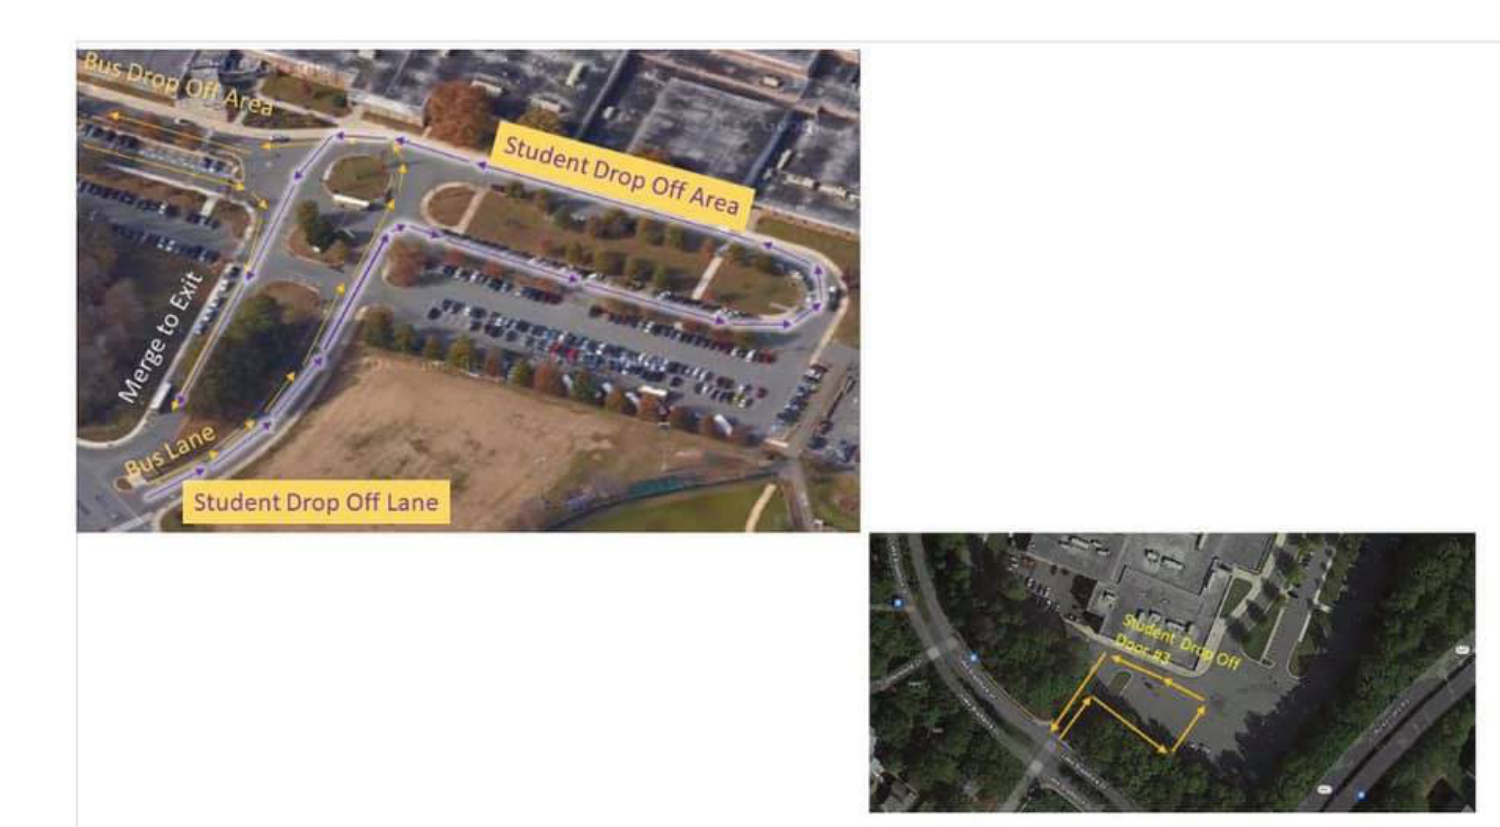 Bus Drop Off Area
Student Drop Off Area
Merge to Exit
Bus Lane
Student Drop Off Lane
Student Drop Off
Door #3